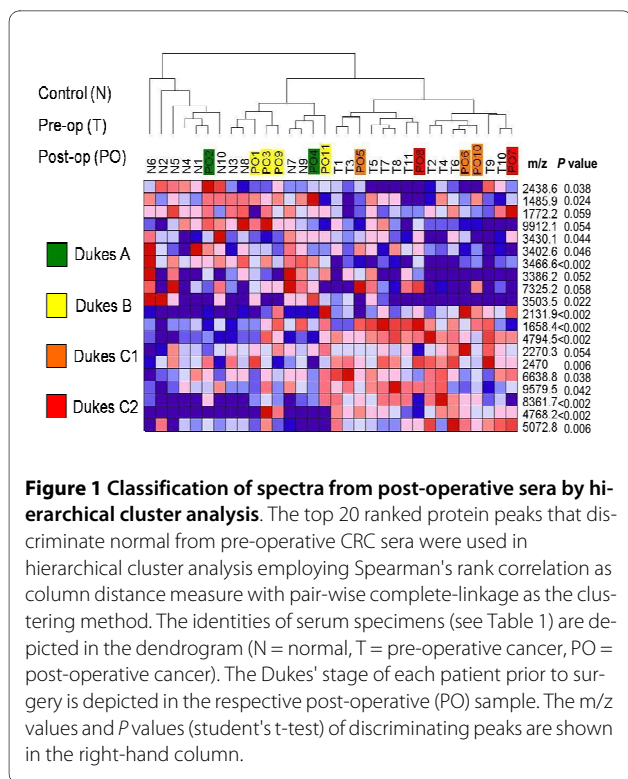 Control (N)
Pre-op (T)
Post-op (PO)
N6 N2 N5 N4 N1 PO2 N10 N3 N8 PO1 PO3 PO9 N7 N9 PO4 PO11 T1 T3 PO5 T5 T7 T8 T11 PO8 T2 T4 T6 PO6 PO10 T9 T10 PO7
m/z P value
2438.6 0.038
1485.9 0.024
1772.2 0.059
9912.1 0.054
3430.1 0.044
3402.6 0.046
3466.6 <0.002
3386.2 0.052
7325.2 0.058
3503.5 0.022
2131.9 <0.002
1658.4 <0.002
4794.5 <0.002
2270.3 0.054
2470 0.006
6638.8 0.038
9579.5 0.042
8361.7 <0.002
4768.2 <0.002
5072.8 0.006
Dukes A
Dukes B
Dukes C1
Dukes C2
Figure 1 Classification of spectra from post-operative sera by hi-
erarchical cluster analysis. The top 20 ranked protein peaks that dis-
criminate normal from pre-operative CRC sera were used in
hierarchical cluster analysis employing Spearman's rank correlation as
column distance measure with pair-wise complete-linkage as the clus-
tering method. The identities of serum specimens (see Table 1) are de-
picted in the dendrogram (N = normal, T = pre-operative cancer, PO =
post-operative cancer). The Dukes' stage of each patient prior to sur-
gery is depicted in the respective post-operative (PO) sample. The m/z
values and P values (student's t-test) of discriminating peaks are shown
in the right-hand column.